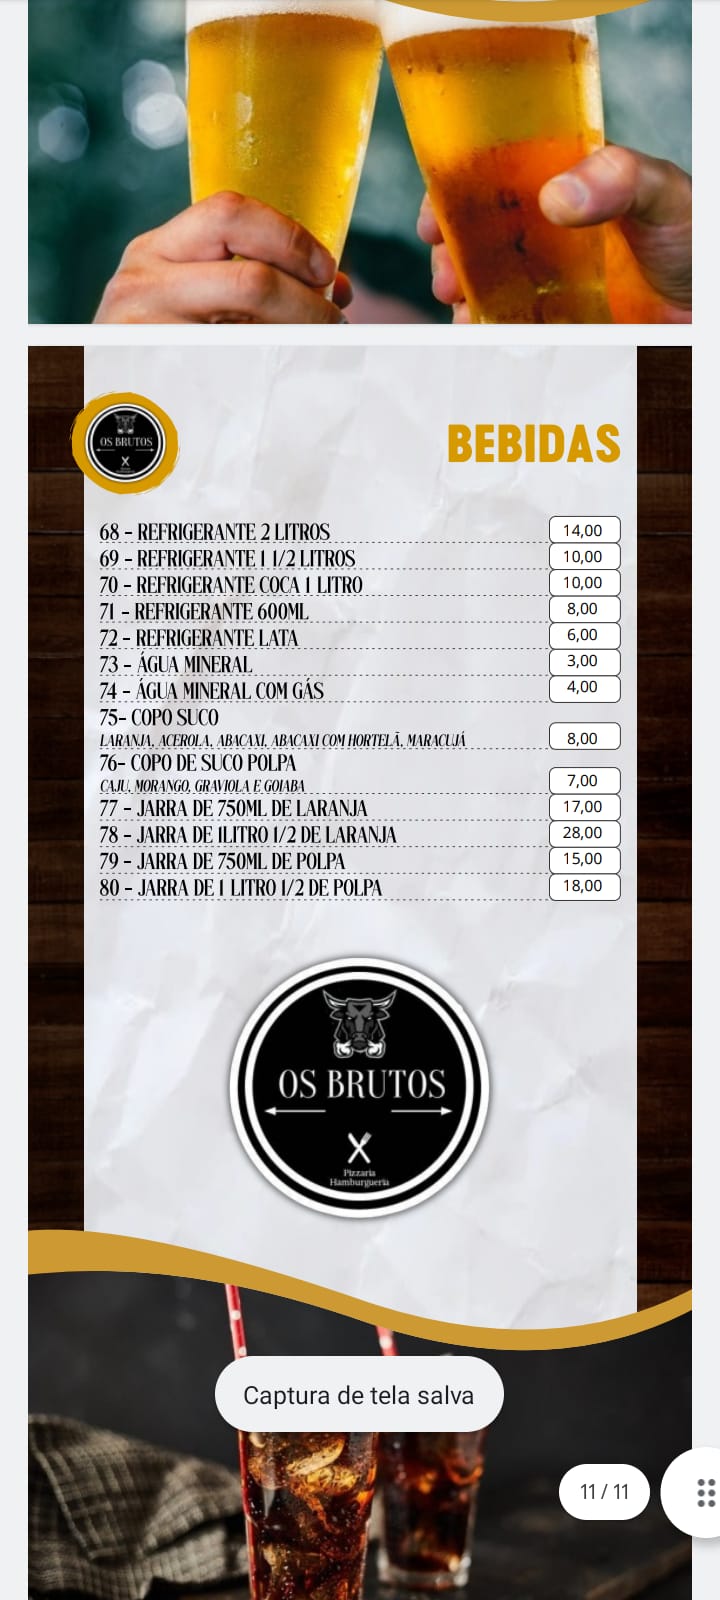 OS BRUTOS
BEBIDAS
68 - REFRIGERANTE 2 LITROS 14,00
69 - REFRIGERANTE 1 1/2 LITROS 10,00
70 - REFRIGERANTE COCA 1 LITRO 10,00
71 - REFRIGERANTE 600ML 8,00
72 - REFRIGERANTE LATA 6,00
73 - ÁGUA MINERAL 3,00
74 - ÁGUA MINERAL COM GÁS 4,00
75- COPO SUCO
LARANJA, ACEROLA, ABACAXI, ABACAXI COM HORTELÃ, MARACUJÁ 8,00
76- COPO DE SUCO POLPA
CAJU, MORANGO, GRAVIOLA E GOIABA 7,00
77 - JARRA DE 750ML DE LARANJA 17,00
78 - JARRA DE 1LITRO 1/2 DE LARANJA 28,00
79 - JARRA DE 750ML DE POLPA 15,00
80 - JARRA DE 1 LITRO 1/2 DE POLPA 18,00
OS BRUTOS
Pizzaria
Hamburgueria
Captura de tela salva
11 / 11